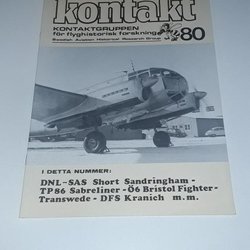 kontakt
KONTAKTGRUPPEN
för flyghistorisk forskning
Swedish Aviation Historical Research Group
80
I DETTA NUMMER:
DNL-SAS Short Sandringham -
TP86 Sabreliner -Ö6 Bristol Fighter-
Transwede - DFS Kranich m.m.